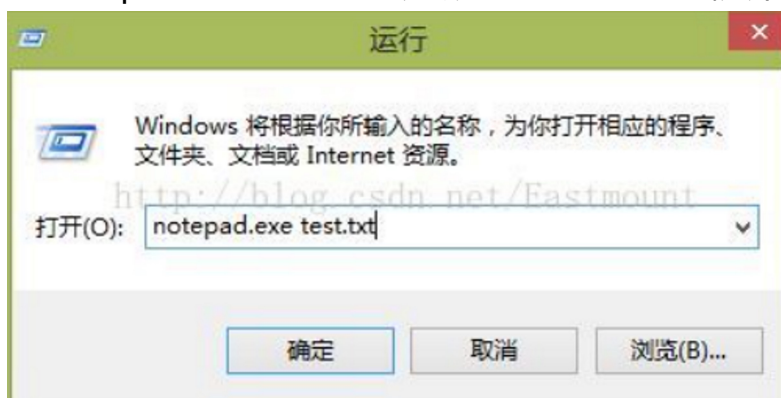 运行
Windows 将根据你所输入的名称，为你打开相应的程序、
文件夹、文档或 Internet 资源。
http://blog.csdn.net/Eastmount
打开(O):
notepad.exe test.txt
确定
取消
浏览(B)...